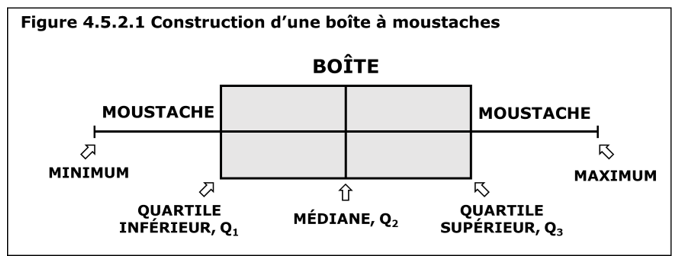 Figure 4.5.2.1 Construction d'une boîte à moustaches
BOÎTE
MOUSTACHE
MOUSTACHE
MINIMUM
MAXIMUM
QUARTILE
INFÉRIEUR, Q₁
MÉDIANE, Q₂
QUARTILE
SUPÉRIEUR, Q₃